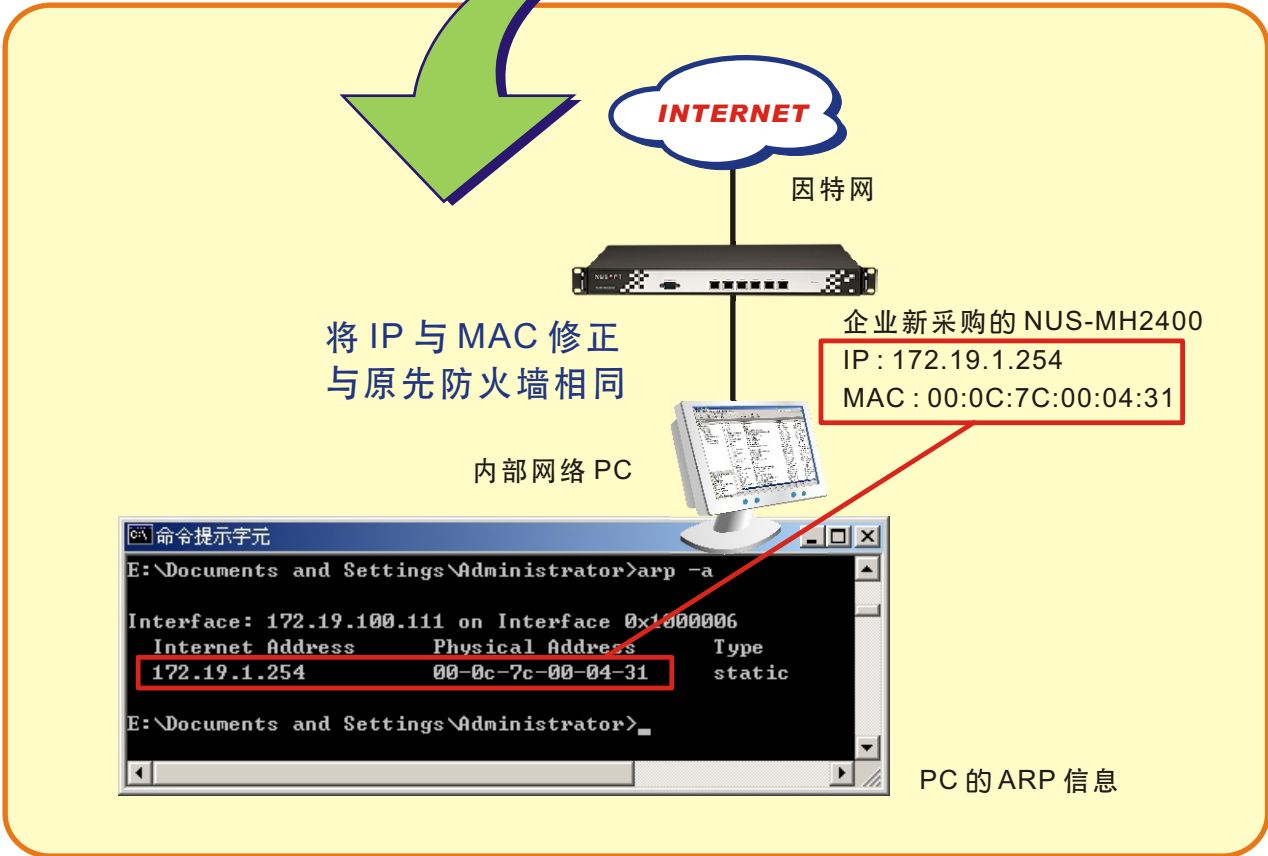 INTERNET
因特网
NUSOFT
将 IP 与 MAC 修正
与原先防火墙相同
企业新采购的 NUS-MH2400
IP : 172.19.1.254
MAC : 00:0C:7C:00:04:31
内部网络 PC
命令提示字元
E:\Documents and Settings\Administrator>arp -a
Interface: 172.19.100.111 on Interface 0x1000006
Internet Address Physical Address Type
172.19.1.254 00-0c-7c-00-04-31 static
E:\Documents and Settings\Administrator>_
PC 的 ARP 信息